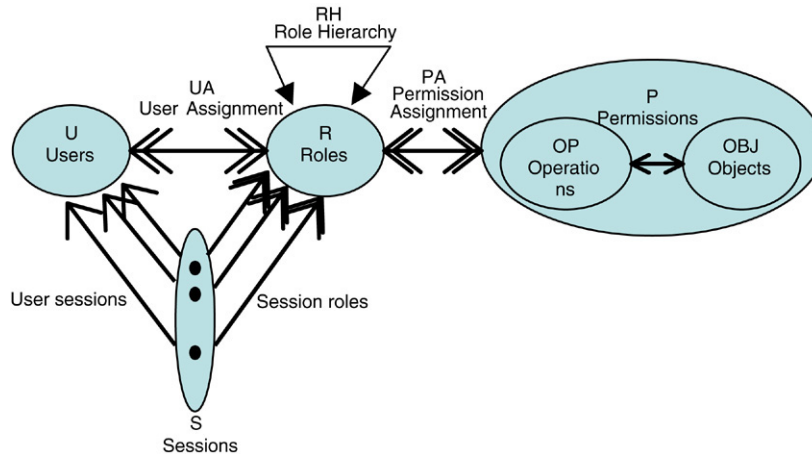 RH
Role Hierarchy
UA
User Assignment
PA
Permission
Assignment
U
Users
R
Roles
P
Permissions
OP
Operatio
ns
OBJ
Objects
User sessions
Session roles
S
Sessions